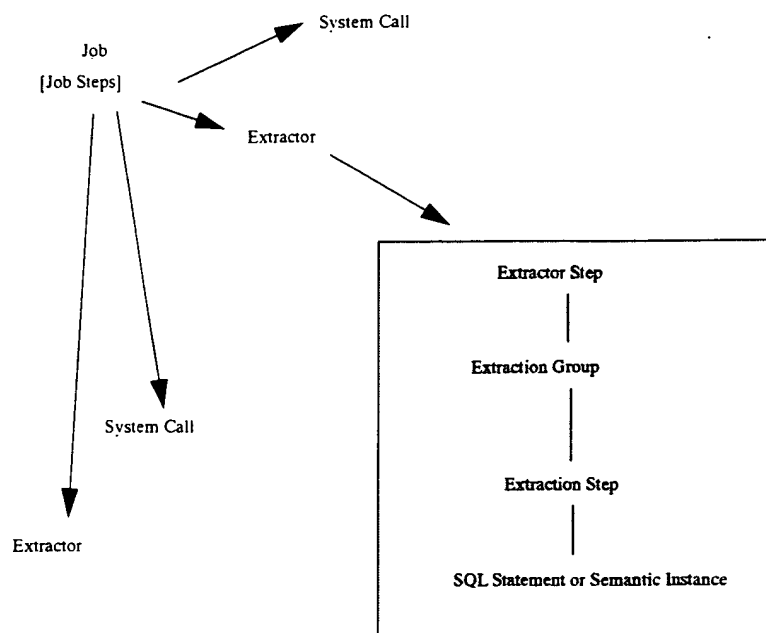 System Call
Job
[Job Steps]
Extractor
Extractor Step
Extraction Group
System Call
Extraction Step
Extractor
SQL Statement or Semantic Instance